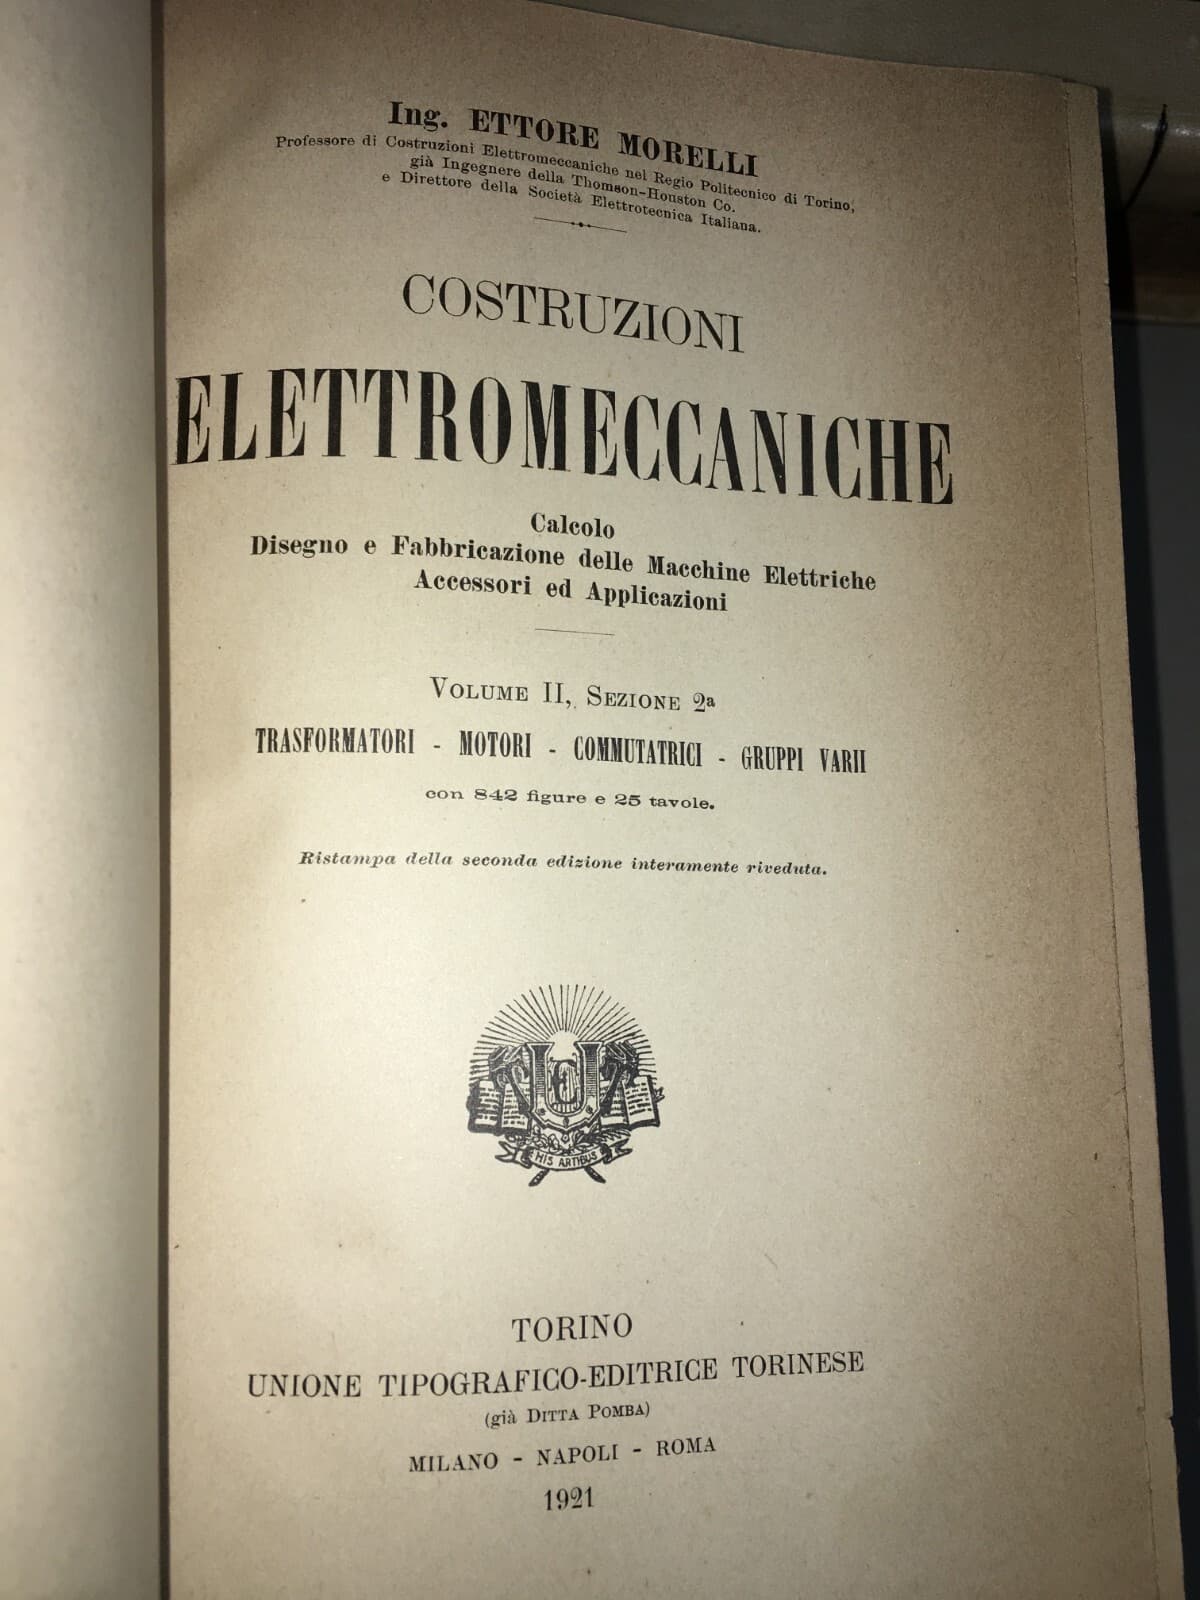 Ing. ETTORE MORELLI
Professore di Costruzioni Elettromeccaniche nel Regio Politecnico di Torino,
già Ingegnere della Thomson-Houston Co.
e Direttore della Società Elettrotecnica Italiana.
COSTRUZIONI
ELETTROMECCANICHE
Calcolo
Disegno e Fabbricazione delle Macchine Elettriche
Accessori ed Applicazioni
VOLUME II, SEZIONE 2ª
TRASFORMATORI - MOTORI - COMMUTATRICI - GRUPPI VARII
con 842 figure e 25 tavole.
Ristampa della seconda edizione interamente riveduta.
HIS ARTIBUS
TORINO
UNIONE TIPOGRAFICO-EDITRICE TORINESE
(già DITTA POMBA)
MILANO - NAPOLI - ROMA
1921